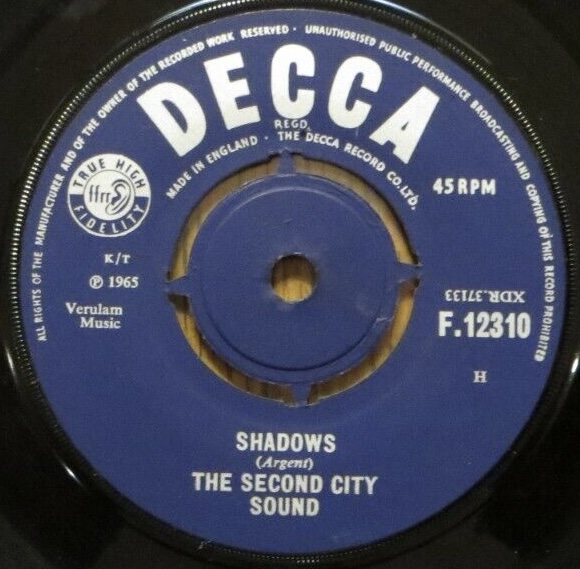 ALL RIGHTS OF THE MANUFACTURER AND OF THE OWNER OF THE RECORDED WORK RESERVED · UNAUTHORISED PUBLIC PERFORMANCE BROADCASTING AND COPYING OF THIS RECORD PROHIBITED
DECCA
REGD.
MADE IN ENGLAND · THE DECCA RECORD CO. LTD.
TRUE HIGH
ffrr
FIDELITY
45 RPM
K/T
℗ 1965
Verulam
Music
XDR.37133
F.12310
H
SHADOWS
(Argent)
THE SECOND CITY
SOUND